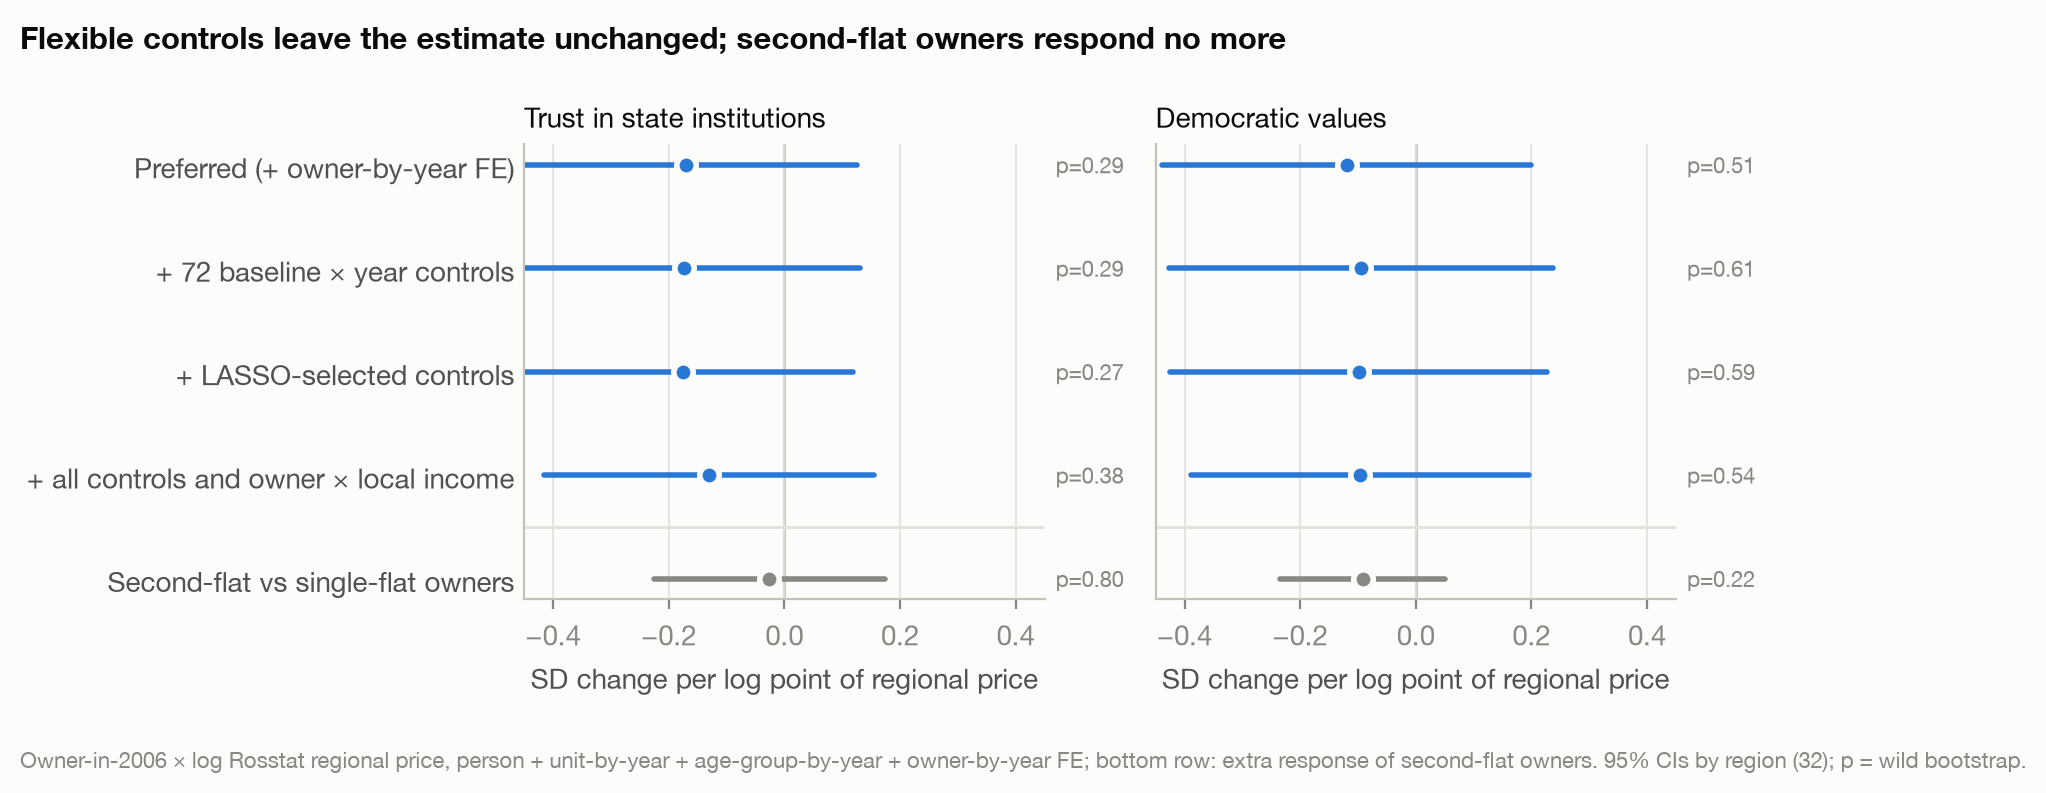 Flexible controls leave the estimate unchanged; second-flat owners respond no more
Trust in state institutions
Democratic values
Preferred (+ owner-by-year FE)
p=0.29
p=0.51
+ 72 baseline × year controls
p=0.29
p=0.61
+ LASSO-selected controls
p=0.27
p=0.59
+ all controls and owner × local income
p=0.38
p=0.54
Second-flat vs single-flat owners
p=0.80
p=0.22
−0.4 −0.2 0.0 0.2 0.4
−0.4 −0.2 0.0 0.2 0.4
SD change per log point of regional price
SD change per log point of regional price
Owner-in-2006 × log Rosstat regional price, person + unit-by-year + age-group-by-year + owner-by-year FE; bottom row: extra response of second-flat owners. 95% CIs by region (32); p = wild bootstrap.